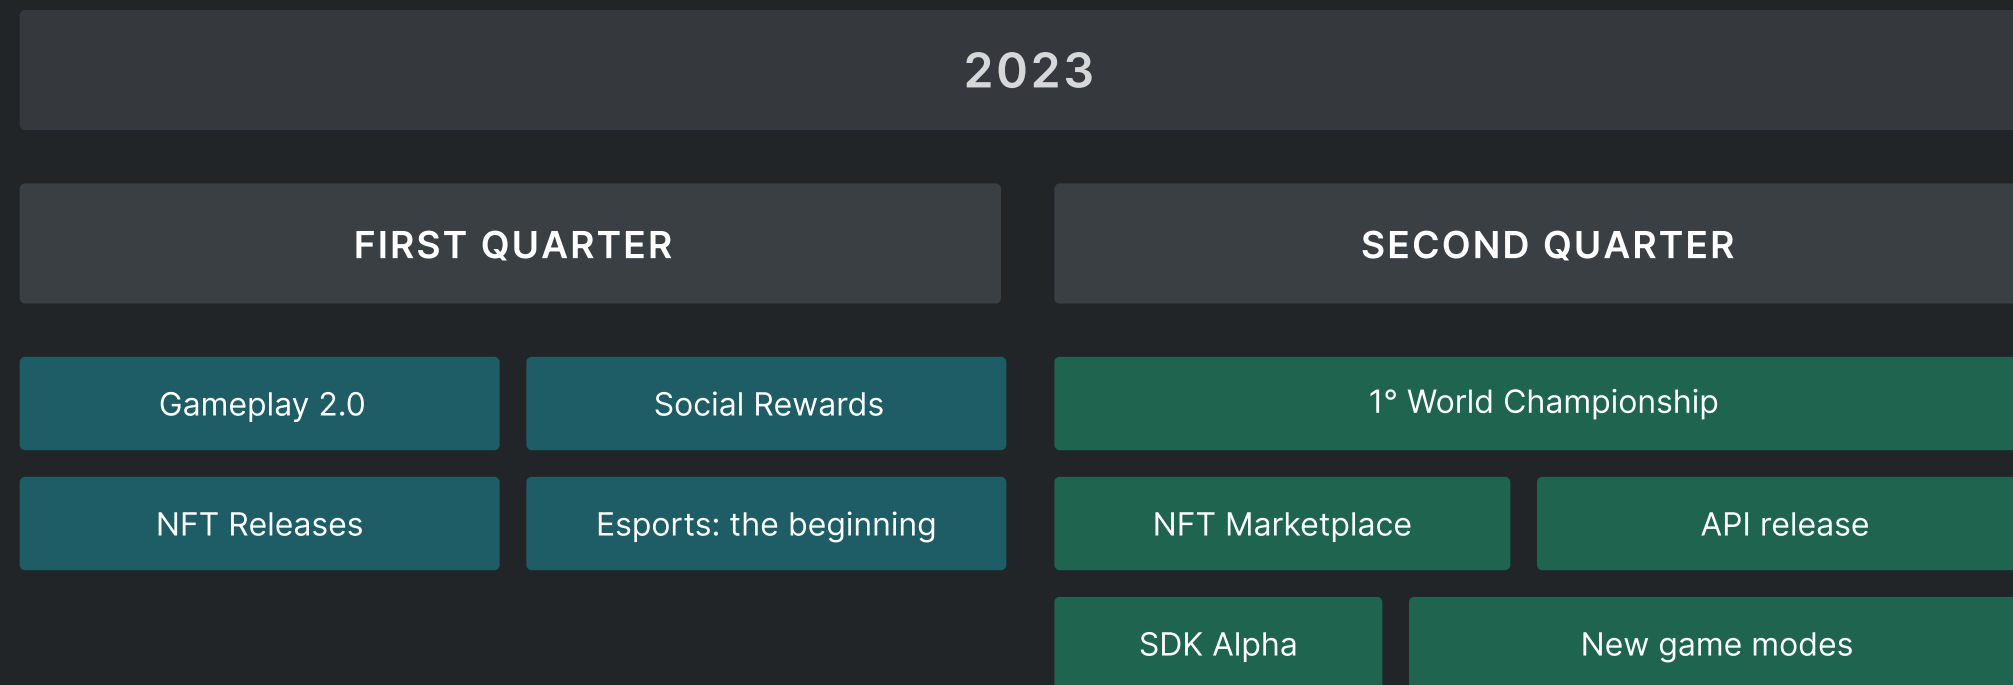 2023
FIRST QUARTER
SECOND QUARTER
Gameplay 2.0
Social Rewards
1° World Championship
NFT Releases
Esports: the beginning
NFT Marketplace
API release
SDK Alpha
New game modes